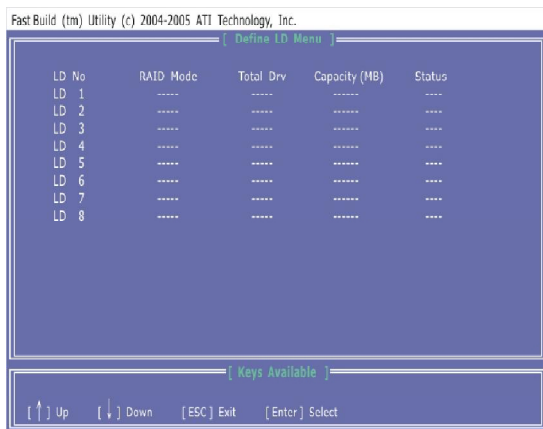 Fast Build (tm) Utility (c) 2004-2005 ATI Technology, Inc.
[ Define LD Menu ]
LD No RAID Mode Total Drv Capacity (MB) Status
LD 1 ----- ----- ------ ----
LD 2 ----- ----- ------ ----
LD 3 ----- ----- ------ ----
LD 4 ----- ----- ------ ----
LD 5 ----- ----- ------ ----
LD 6 ----- ----- ------ ----
LD 7 ----- ----- ------ ----
LD 8 ----- ----- ------ ----
[ Keys Available ]
[ ↑ ] Up [ ↓ ] Down [ ESC ] Exit [ Enter ] Select